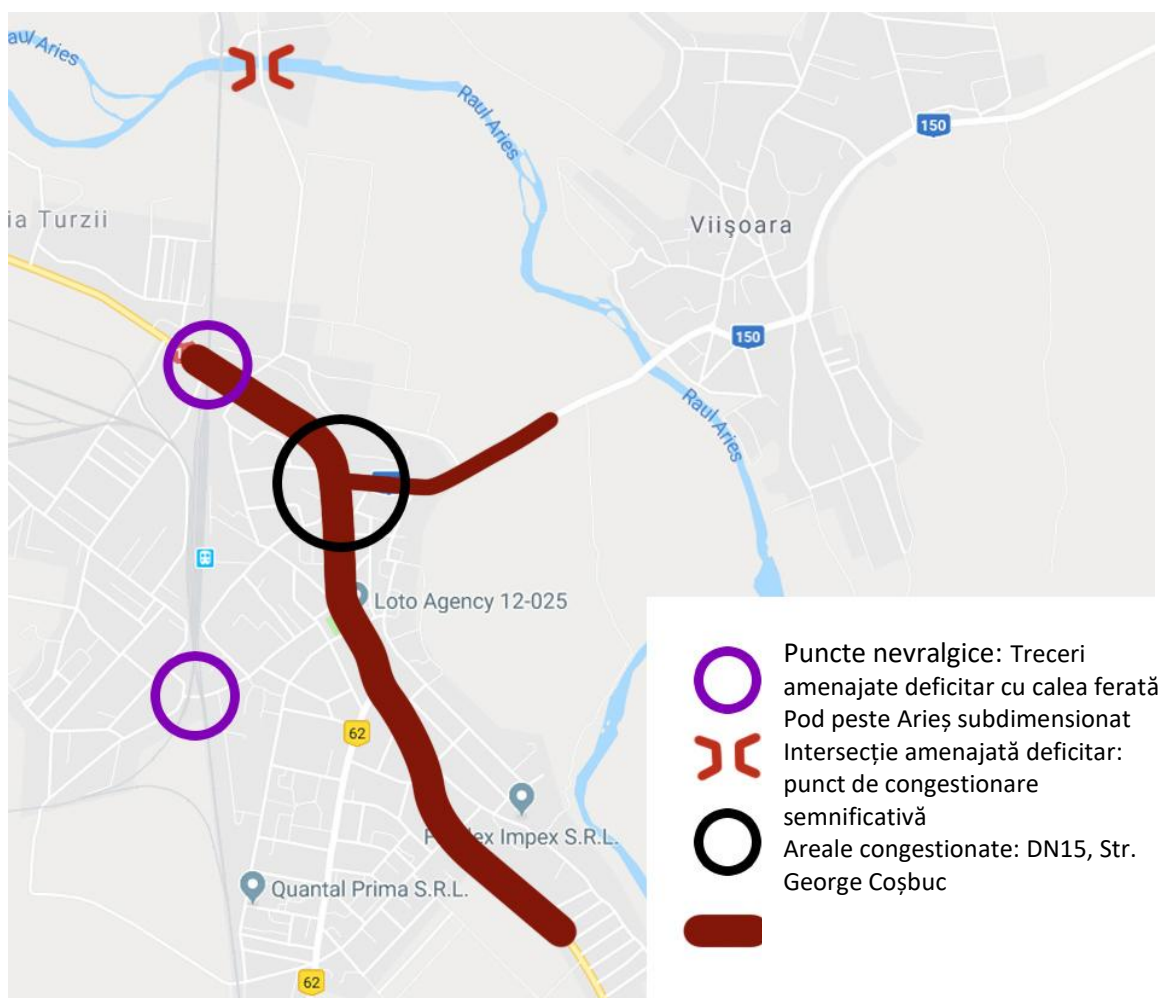 aul Aries
Raul Aries
150
ia Turzii
Viișoara
150
Raul Aries
Loto Agency 12-025
62
ex Impex S.R.L.
Quantal Prima S.R.L.
62
Puncte nevralgice: Treceri
amenajate deficitar cu calea ferată
Pod peste Arieș subdimensionat
Intersecție amenajată deficitar:
punct de congestionare
semnificativă
Areale congestionate: DN15, Str.
George Coșbuc